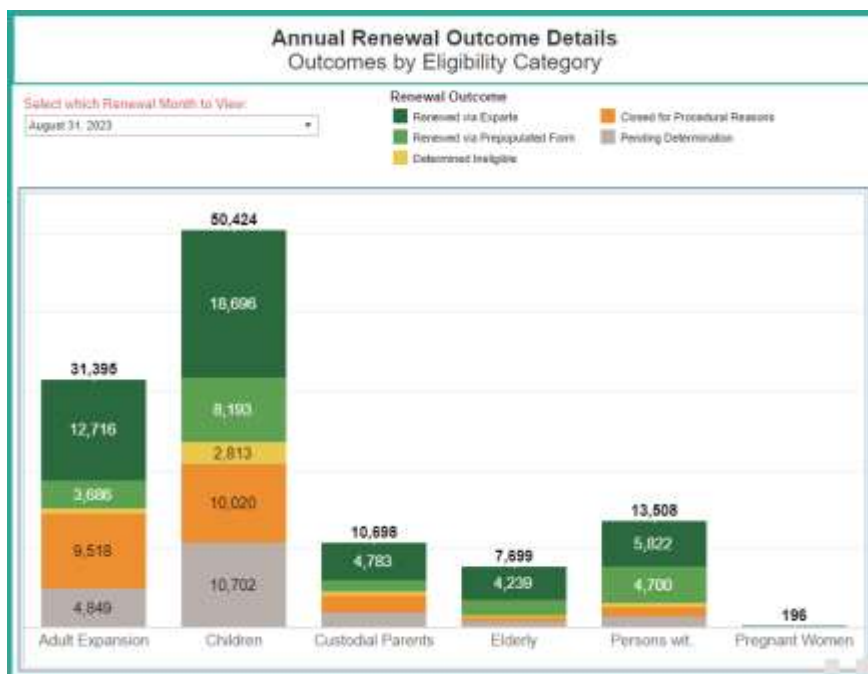 Annual Renewal Outcome Details
Outcomes by Eligibility Category
Select which Renewal Month to View:
August 31, 2023
Renewal Outcome
Renewed via Exparte
Closed for Procedural Reasons
Renewed via Prepopulated Form
Pending Determination
Determined Ineligible
50,424
18,696
31,395
8,193
12,716
2,813
3,686
10,020
13,508
9,518
10,698
5,822
7,699
4,783
10,702
4,239
4,700
4,849
196
Adult Expansion
Children
Custodial Parents
Elderly
Persons wit.
Pregnant Women